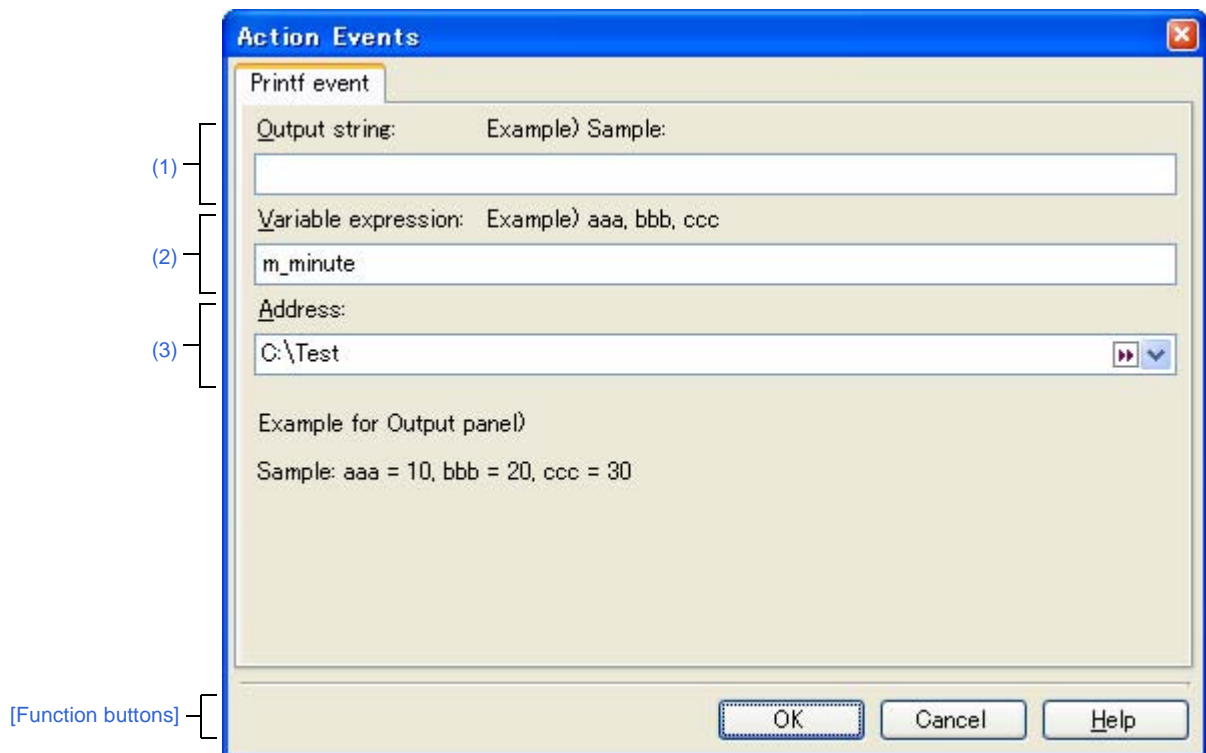 Action Events
Printf event
(1)
Output string: Example) Sample:
(2)
Variable expression: Example) aaa, bbb, ccc
m_minute
(3)
Address:
C:\Test
Example for Output panel)
Sample: aaa = 10, bbb = 20, ccc = 30
[Function buttons]
OK Cancel Help